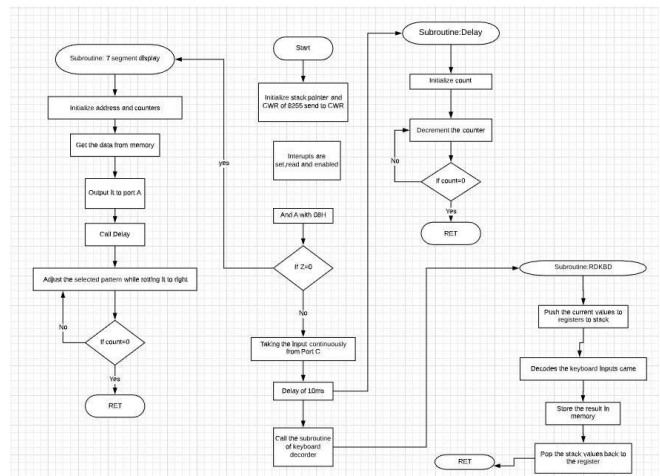 Start
Initialize stack pointer and
CWR of 8255 send to CWR
Interupts are
set,read and enabled
And A with 08H
If Z=0
yes
No
Taking the input continuously
from Port C
Delay of 10ms
Call the subroutine
of keyboard
decorder
Subroutine: 7 segment display
Initialize address and counters
Get the data from memory
Output it to port A
Call Delay
Adjust the selected pattern while rotting it to right
No
If count=0
Yes
RET
Subroutine:Delay
Initialize count
Decrement the counter
No
If count=0
Yes
RET
Subroutine:RDKBD
Push the current values to
registers to stack
Decodes the keyboard inputs came
Store the result in
memory
Pop the stack values back to
the register
RET